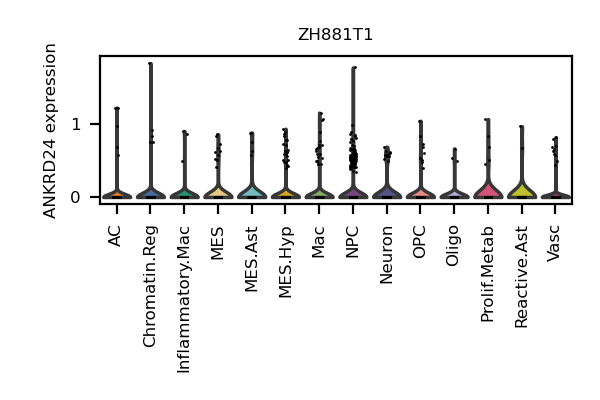 ZH881T1
ANKRD24 expression
1
0
AC
Chromatin.Reg
Inflammatory.Mac
MES
MES.Ast
MES.Hyp
Mac
NPC
Neuron
OPC
Oligo
Prolif.Metab
Reactive.Ast
Vasc